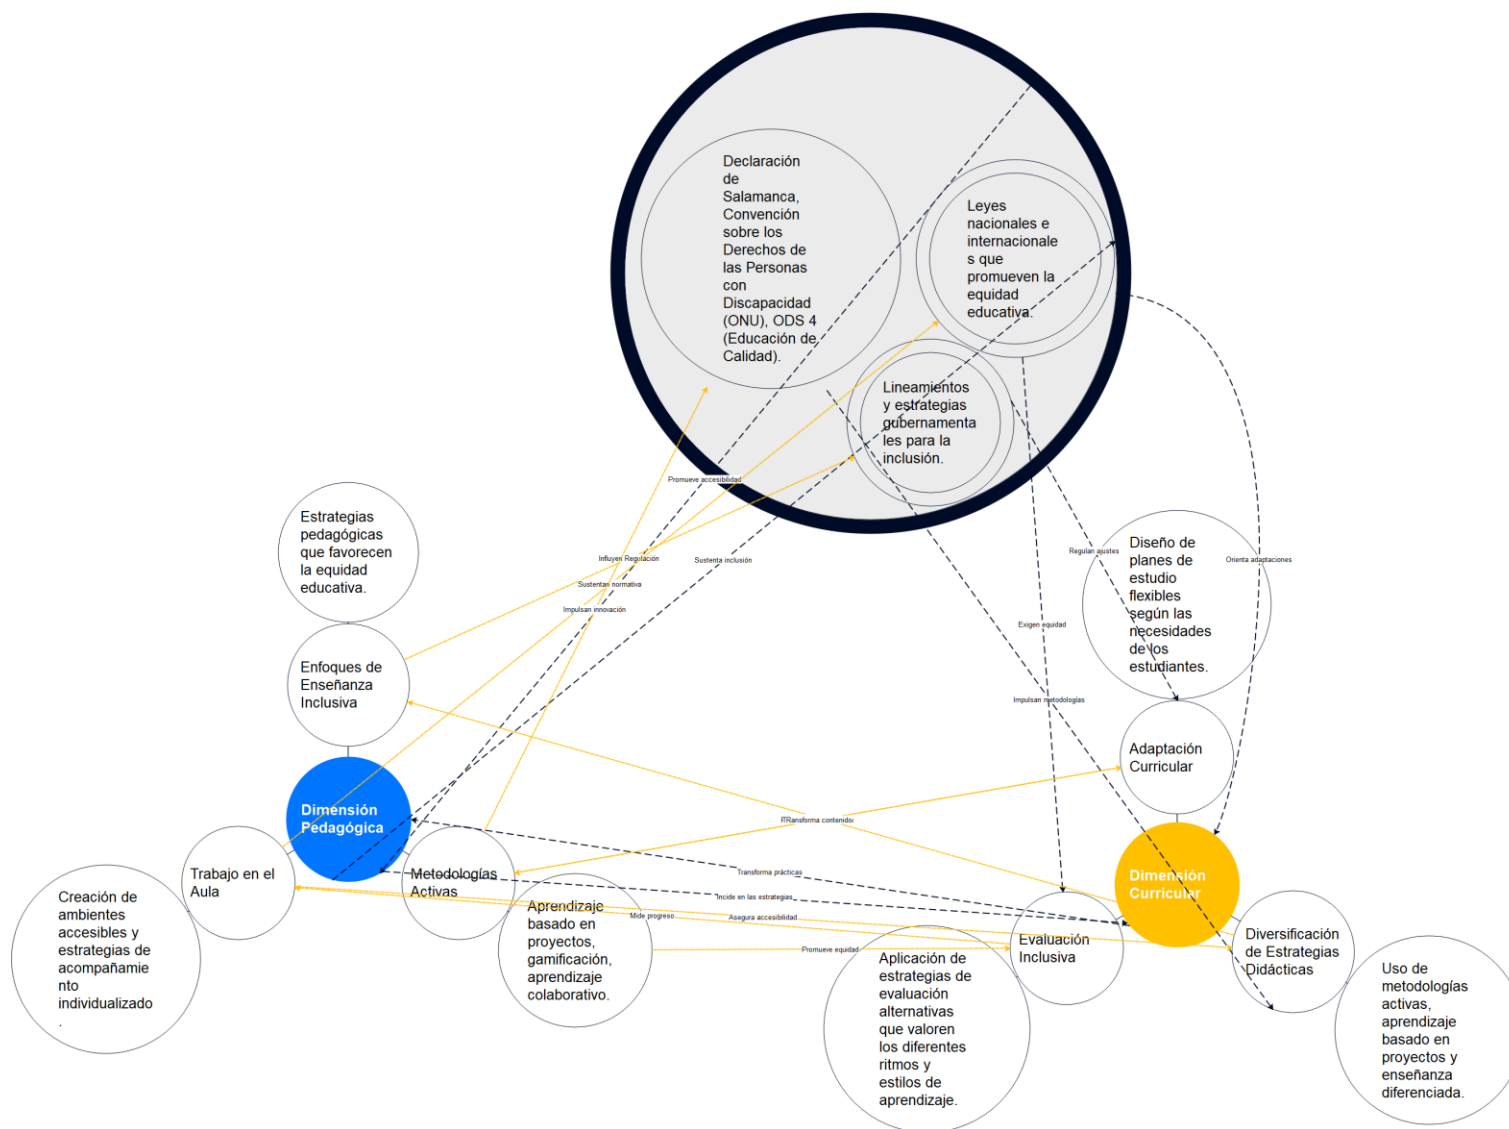 Declaración
de
Salamanca,
Convención
sobre los
Derechos de
las Personas
con
Discapacidad
(ONU), ODS 4
(Educación de
Calidad).
Leyes
nacionales e
internacionale
s que
promueven la
equidad
educativa.
Lineamientos
y estrategias
gubernamenta
les para la
inclusión.
Promueve accesibilidad
Influyen Regulación
Sustenta inclusión
Sustentan normativa
Impulsan innovación
Regulan ajustes
Orienta adaptaciones
Exigen equidad
Impulsan metodologías
Estrategias
pedagógicas
que favorecen
la equidad
educativa.
Enfoques de
Enseñanza
Inclusiva
Dimensión
Pedagógica
Trabajo en el
Aula
Metodologías
Activas
Creación de
ambientes
accesibles y
estrategias de
acompañamie
nto
individualizado
.
Aprendizaje
basado en
proyectos,
gamificación,
aprendizaje
colaborativo.
Transforma contenido
Transforma prácticas
Incide en las estrategias
Mide progreso
Asegura accesibilidad
Promueve equidad
Diseño de
planes de
estudio
flexibles
según las
necesidades
de los
estudiantes.
Adaptación
Curricular
Dimensión
Curricular
Evaluación
Inclusiva
Diversificación
de Estrategias
Didácticas
Aplicación de
estrategias de
evaluación
alternativas
que valoren
los diferentes
ritmos y
estilos de
aprendizaje.
Uso de
metodologías
activas,
aprendizaje
basado en
proyectos y
enseñanza
diferenciada.